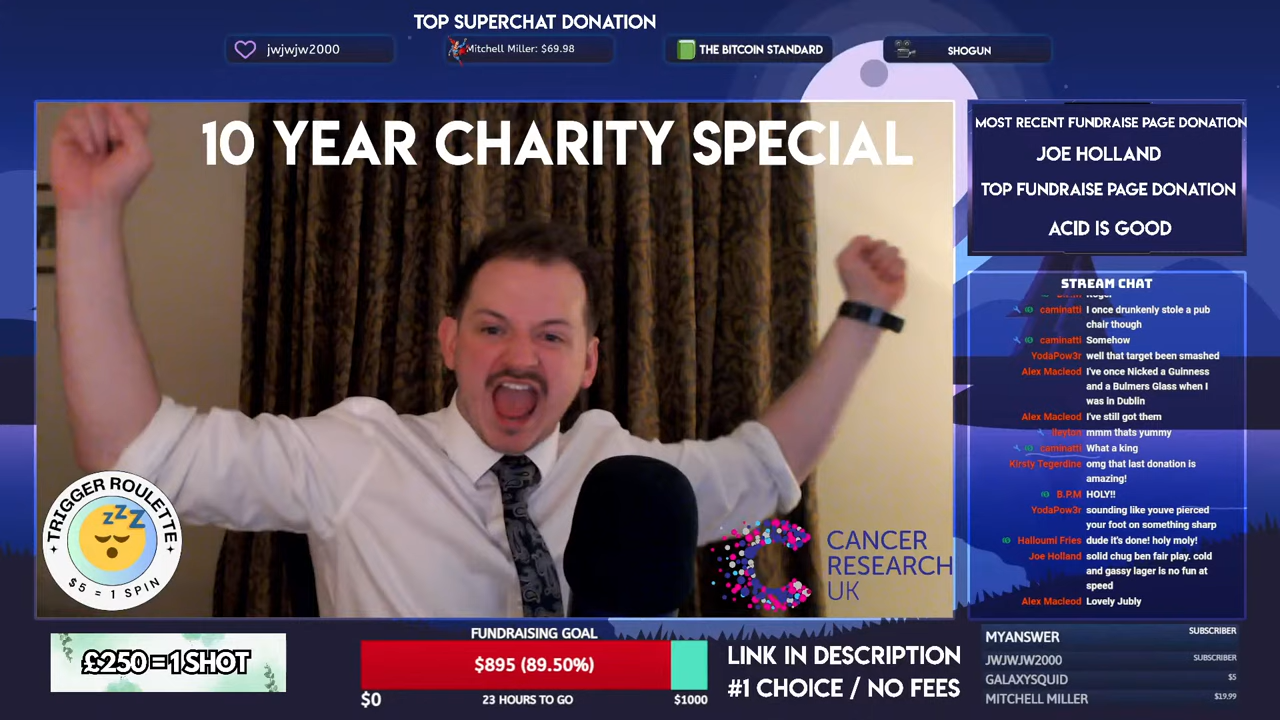 TOP SUPERCHAT DONATION
jwjwjw2000
Mitchell Miller: $69.98
THE BITCOIN STANDARD
SHOGUN
10 YEAR CHARITY SPECIAL
MOST RECENT FUNDRAISE PAGE DONATION
JOE HOLLAND
TOP FUNDRAISE PAGE DONATION
ACID IS GOOD
STREAM CHAT
B.P.M Roger
caminatti I once drunkenly stole a pub
chair though
caminatti Somehow
YodaPow3r well that target been smashed
Alex Macleod I've once Nicked a Guinness
and a Bulmers Glass when I
was in Dublin
Alex Macleod I've still got them
mmm thats yummy
caminatti What a king
Kirsty Tegerdine omg that last donation is
amazing!
B.P.M HOLY!!
YodaPow3r sounding like youve pierced
your foot on something sharp
Halloumi Fries dude it's done! holy moly!
Joe Holland solid chug ben fair play. cold
and gassy lager is no fun at
speed
Alex Macleod Lovely Jubly
TRIGGER ROULETTE
zzZ
$5 = 1 SPIN
CANCER
RESEARCH
UK
£250 = 1 SHOT
FUNDRAISING GOAL
$895 (89.50%)
$0
23 HOURS TO GO
$1000
LINK IN DESCRIPTION
#1 CHOICE / NO FEES
MYANSWER SUBSCRIBER
JWJWJW2000 SUBSCRIBER
GALAXYSQUID $5
MITCHELL MILLER $19.99